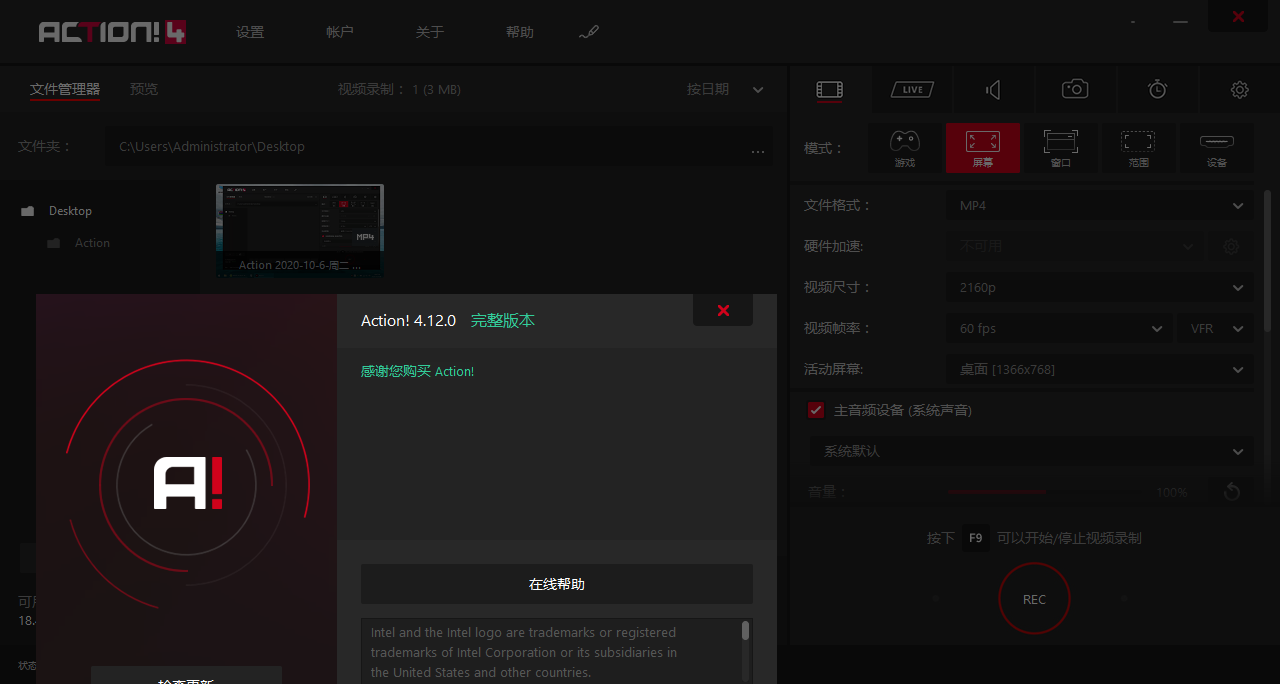 ACTION! 4
设置 帐户 关于 帮助
文件管理器 预览 视频录制： 1 (3 MB) 按日期
LIVE
文件夹： C:\Users\Administrator\Desktop ...
模式： 游戏 屏幕 窗口 范围 设备
Desktop
Action
MP4
Action 2020-10-6-周二 ...
文件格式： MP4
硬件加速: 不可用
视频尺寸： 2160p
视频帧率： 60 fps VFR
活动屏幕: 桌面 [1366x768]
主音频设备 (系统声音)
系统默认
音量： 100%
按下 F9 可以开始/停止视频录制
REC
Action! 4.12.0 完整版本
感谢您购买 Action!
A!
在线帮助
Intel and the Intel logo are trademarks or registered
trademarks of Intel Corporation or its subsidiaries in
the United States and other countries.
检查更新
可用
18.4
状态